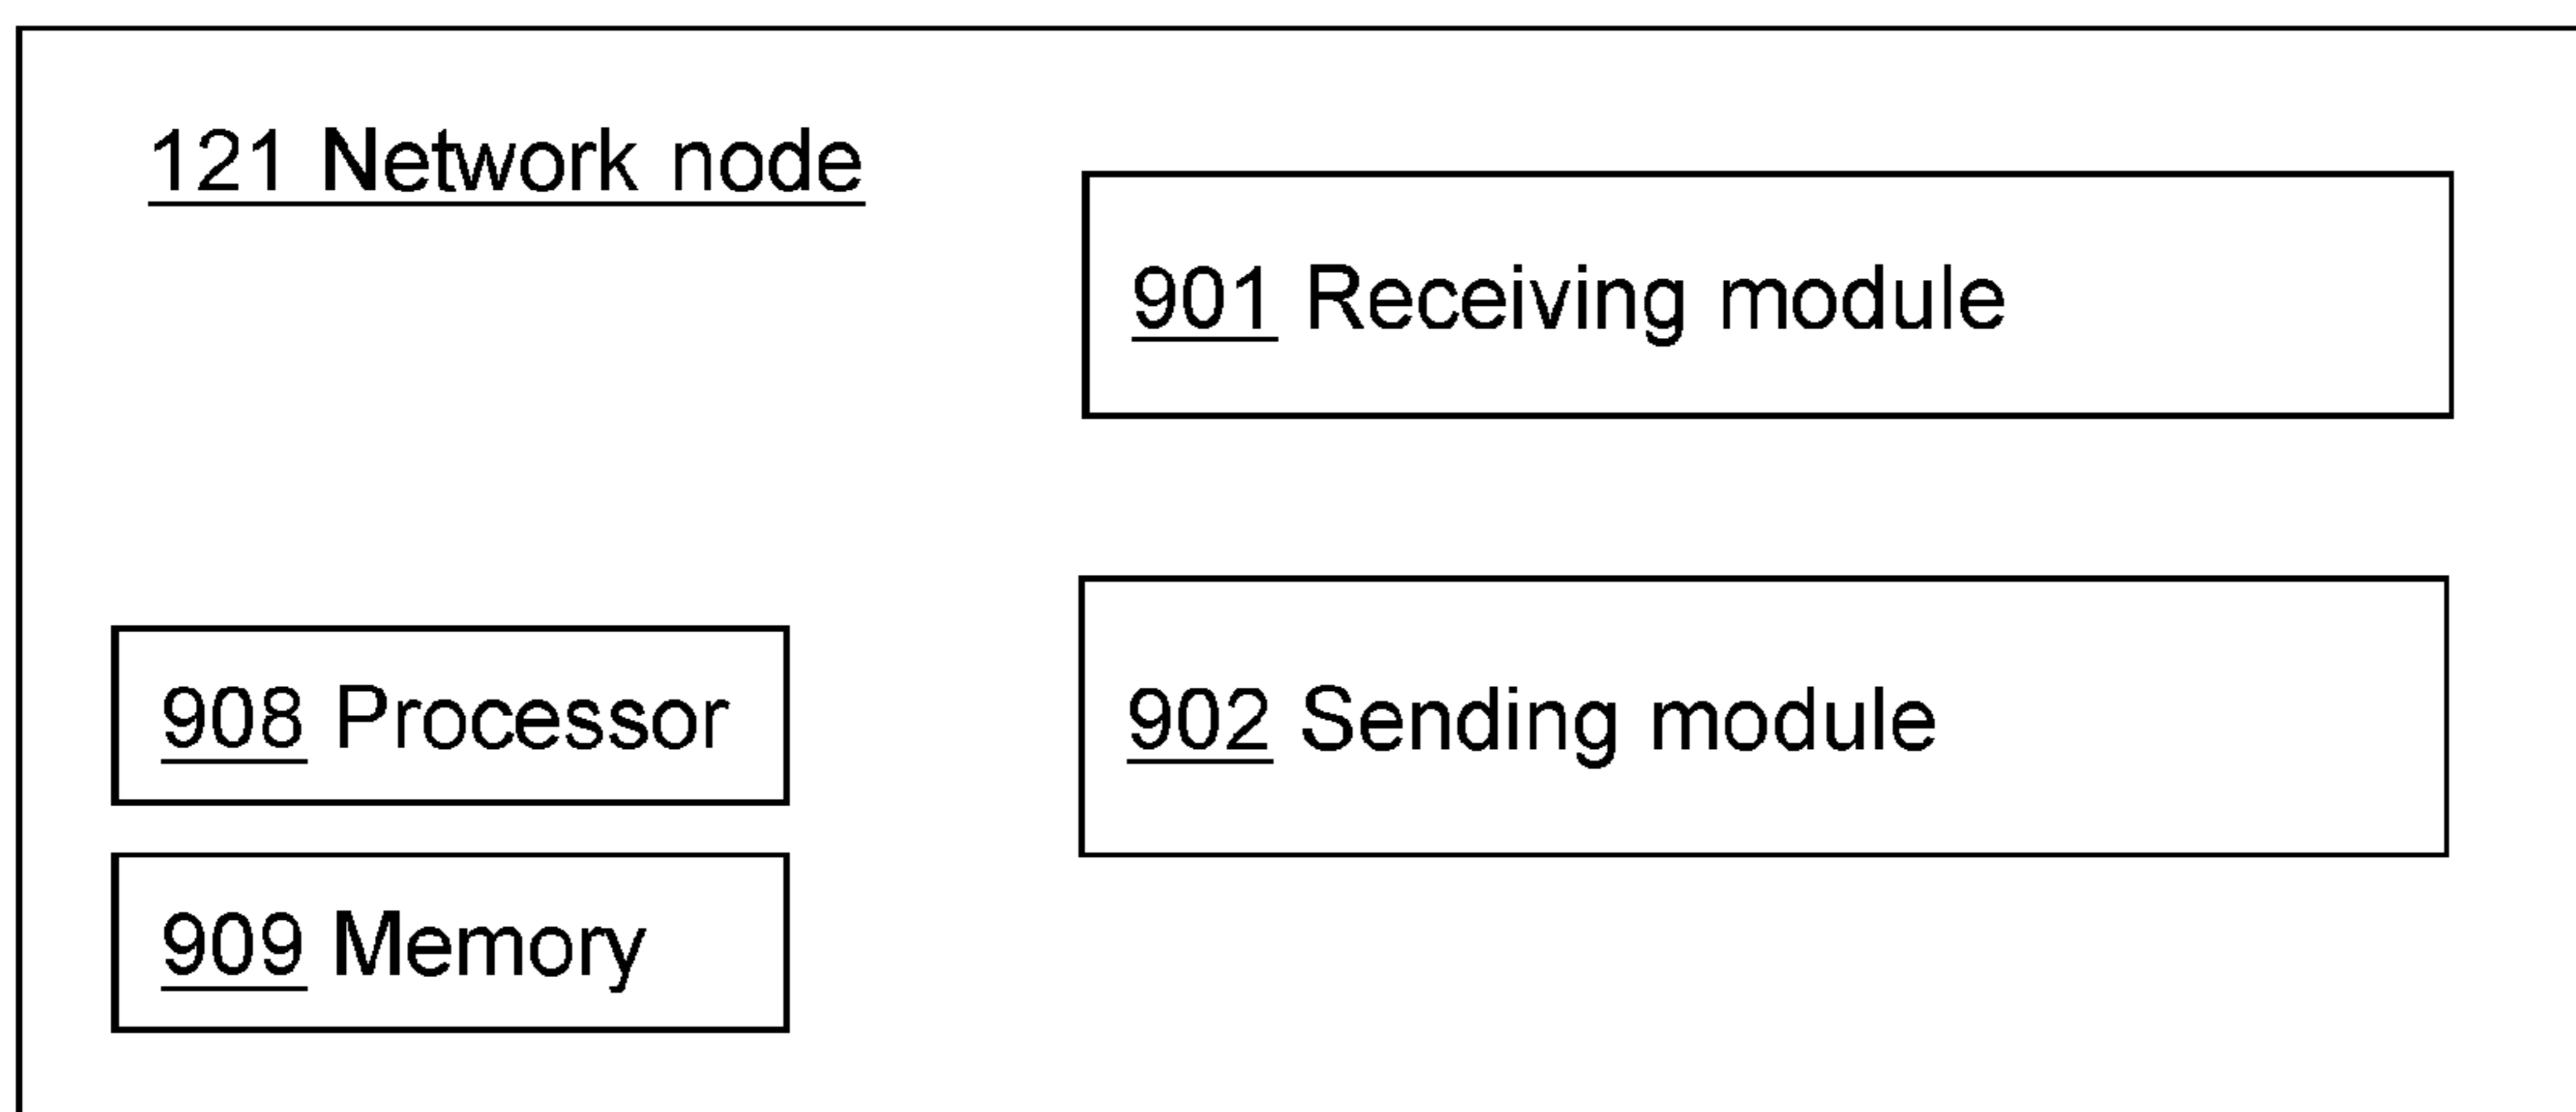 121 Network node
901 Receiving module
908 Processor
902 Sending module
909 Memory